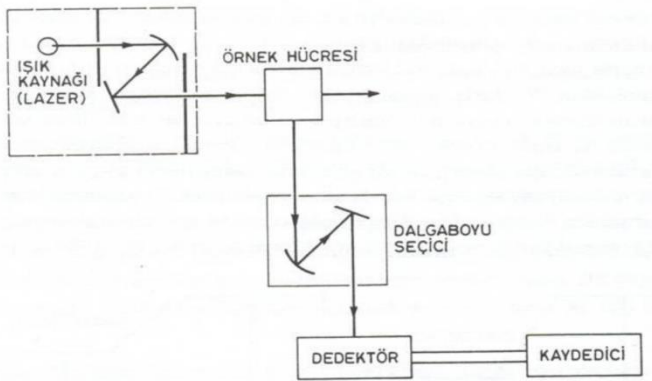 IŞIK
KAYNAĞI
(LAZER)
ÖRNEK HÜCRESİ
DALGABOYU
SEÇİCİ
DEDEKTÖR
KAYDEDİCİ